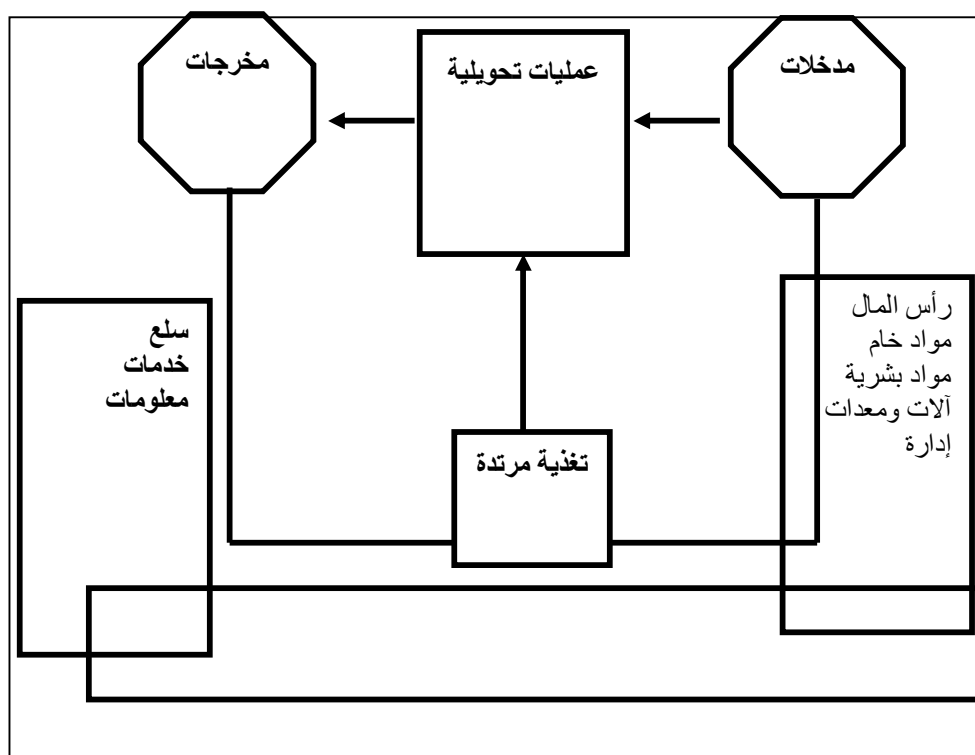 مدخلات
عمليات تحويلية
مخرجات
رأس المال
مواد خام
مواد بشرية
آلات ومعدات
إدارة
سلع
خدمات
معلومات
تغذية مرتدة